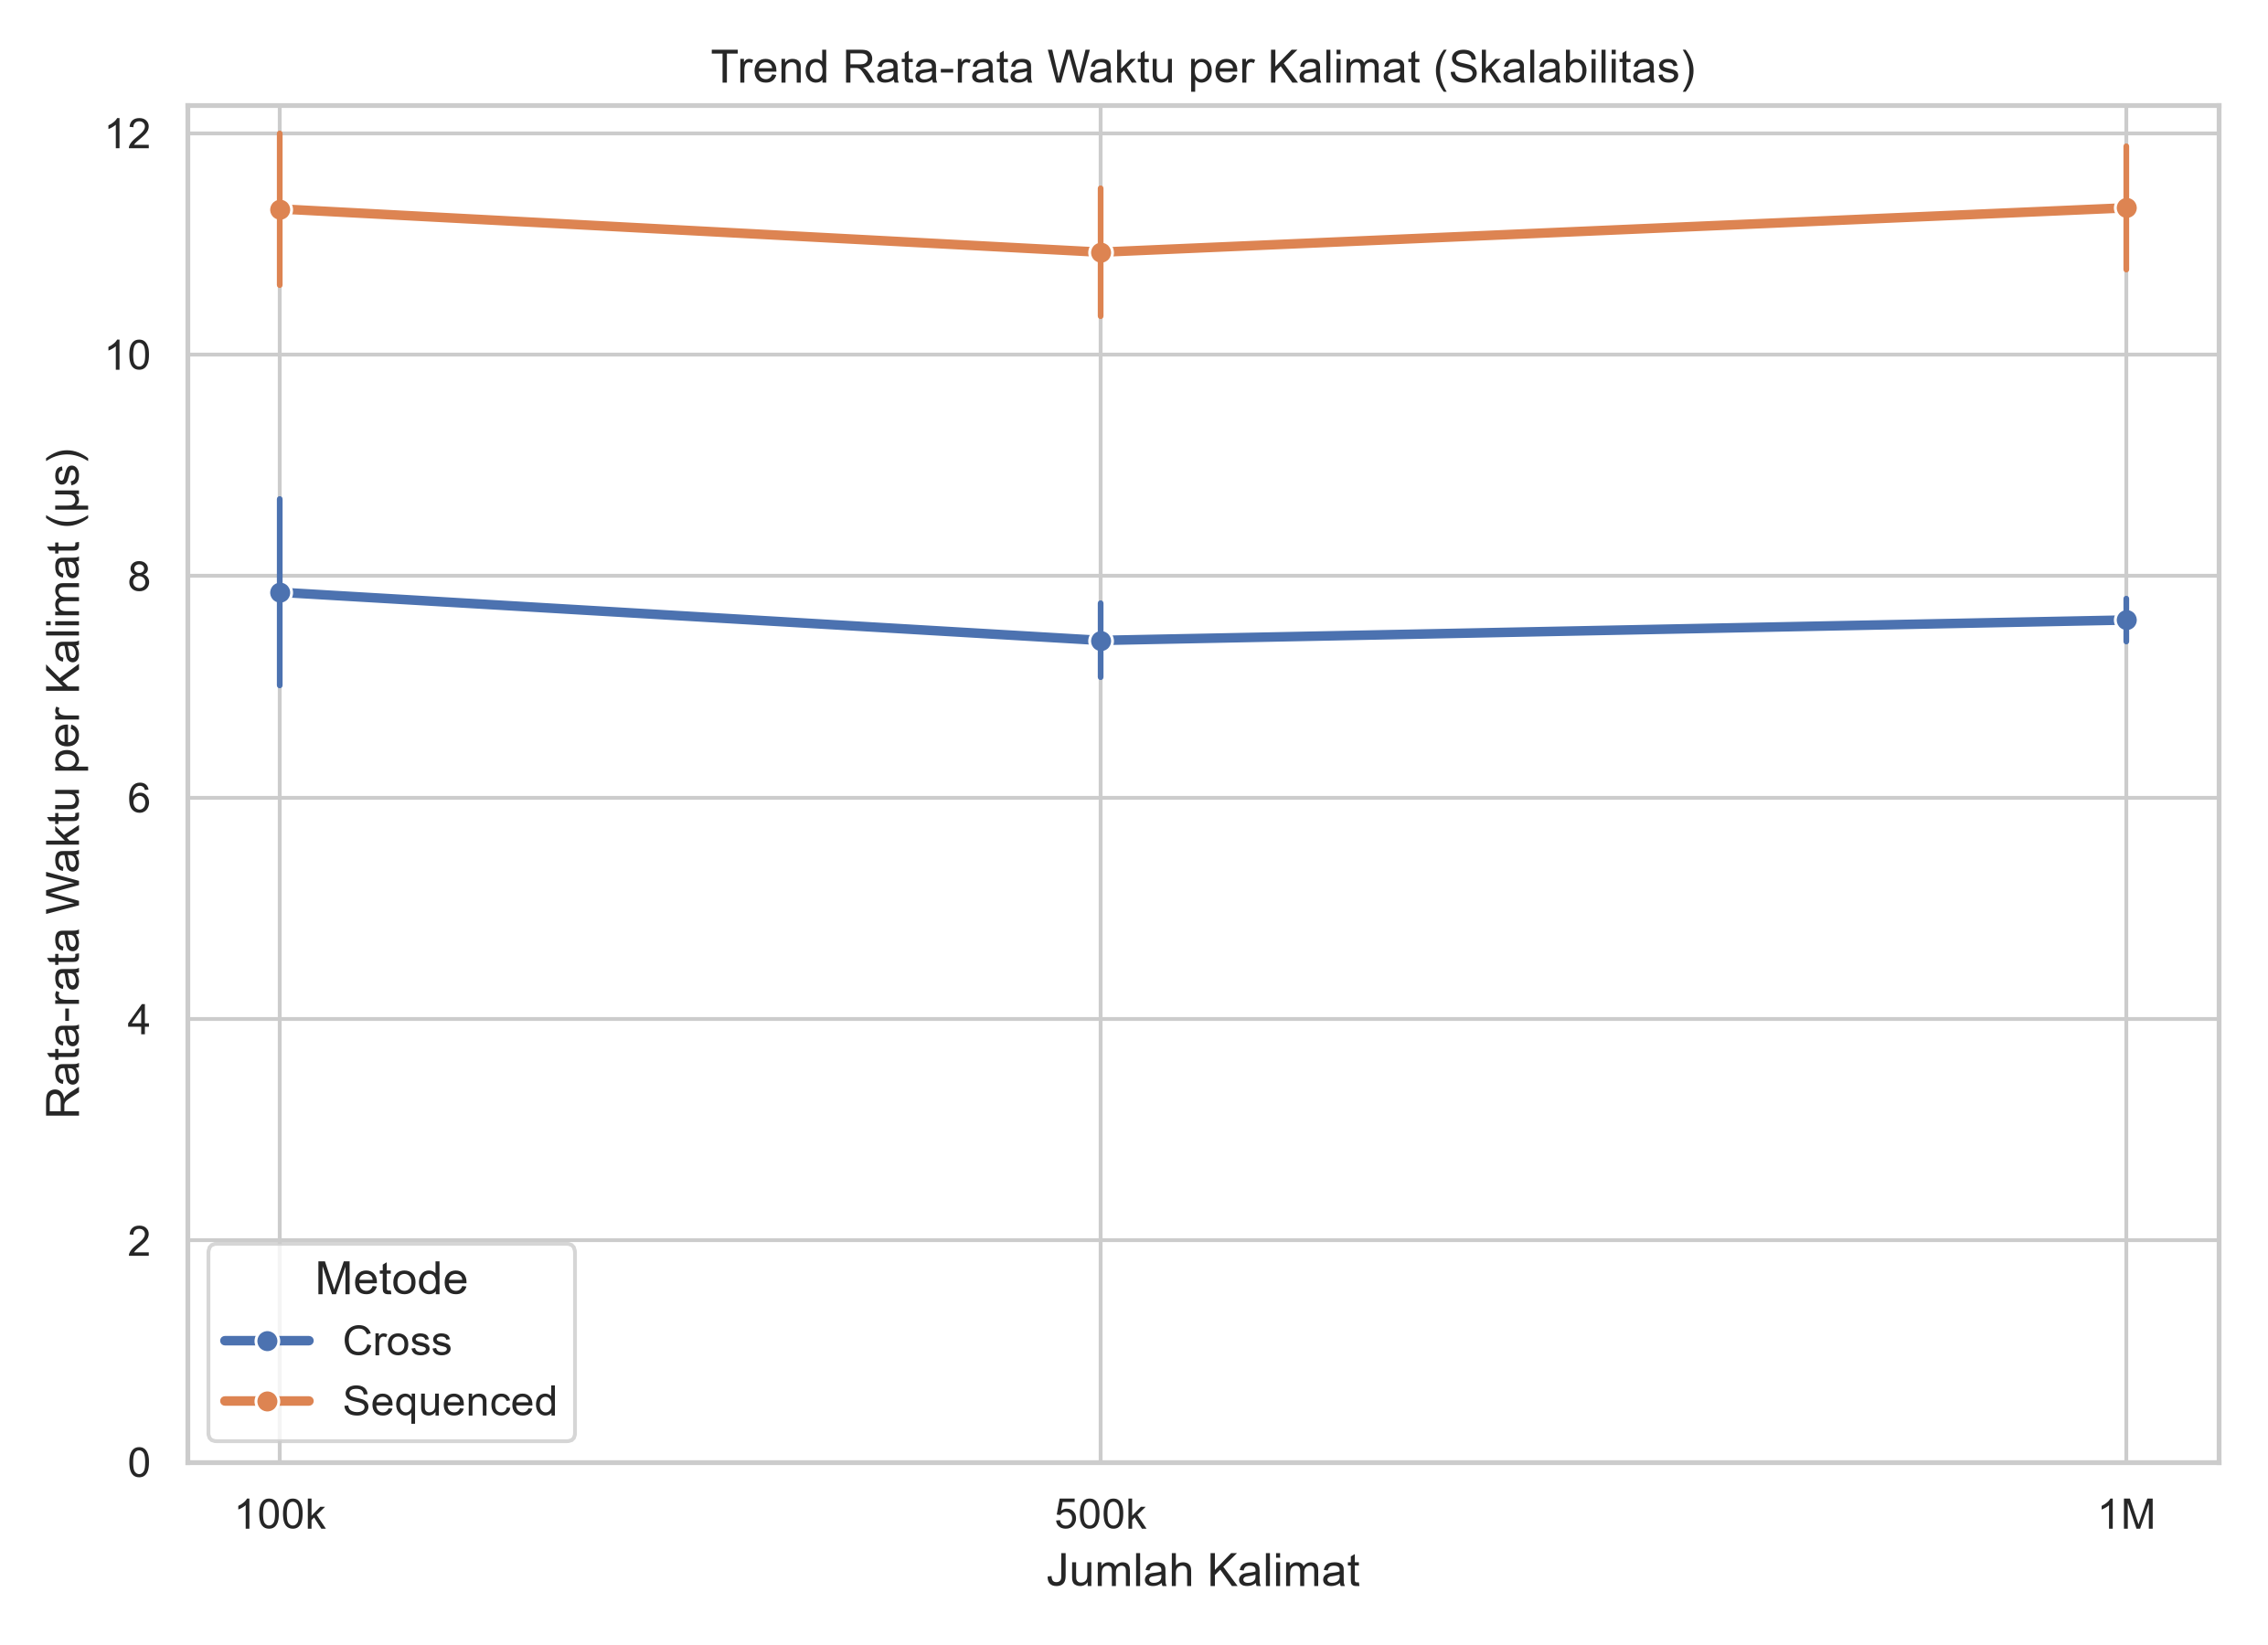 Trend Rata-rata Waktu per Kalimat (Skalabilitas)
Rata-rata Waktu per Kalimat (µs)
12
10
8
6
4
2
0
Metode
Cross
Sequenced
100k
500k
1M
Jumlah Kalimat